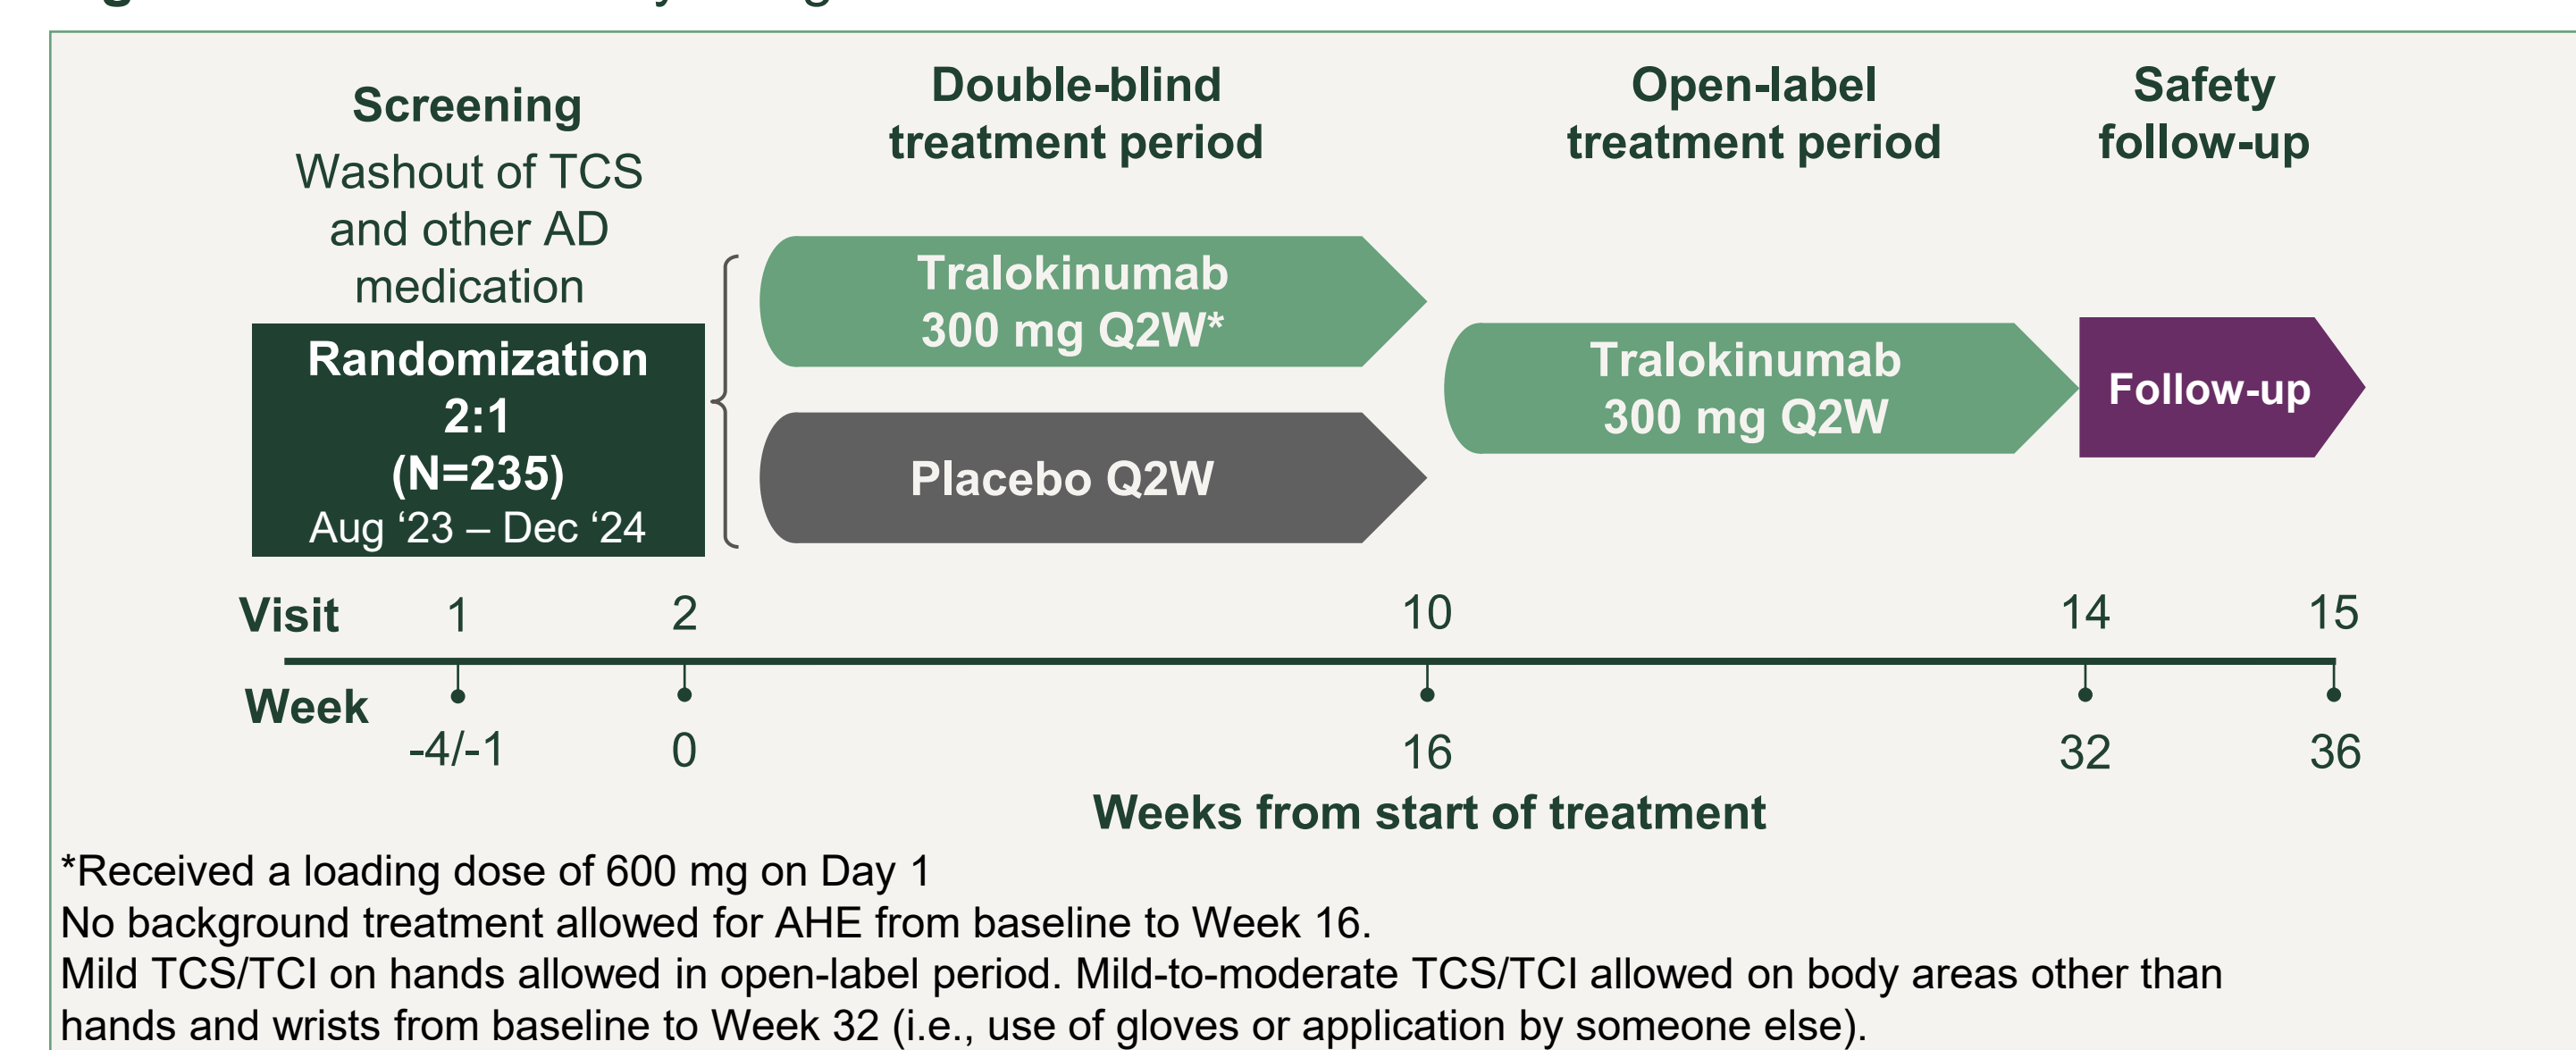 Screening
Washout of TCS
and other AD
medication
Randomization
2:1
(N=235)
Aug ‘23 – Dec ‘24
Double-blind
treatment period
Tralokinumab
300 mg Q2W*
Placebo Q2W
Open-label
treatment period
Tralokinumab
300 mg Q2W
Safety
follow-up
Follow-up
Visit 1 2 10 14 15
Week
-4/-1 0 16 32 36
Weeks from start of treatment
*Received a loading dose of 600 mg on Day 1
No background treatment allowed for AHE from baseline to Week 16.
Mild TCS/TCI on hands allowed in open-label period. Mild-to-moderate TCS/TCI allowed on body areas other than
hands and wrists from baseline to Week 32 (i.e., use of gloves or application by someone else).